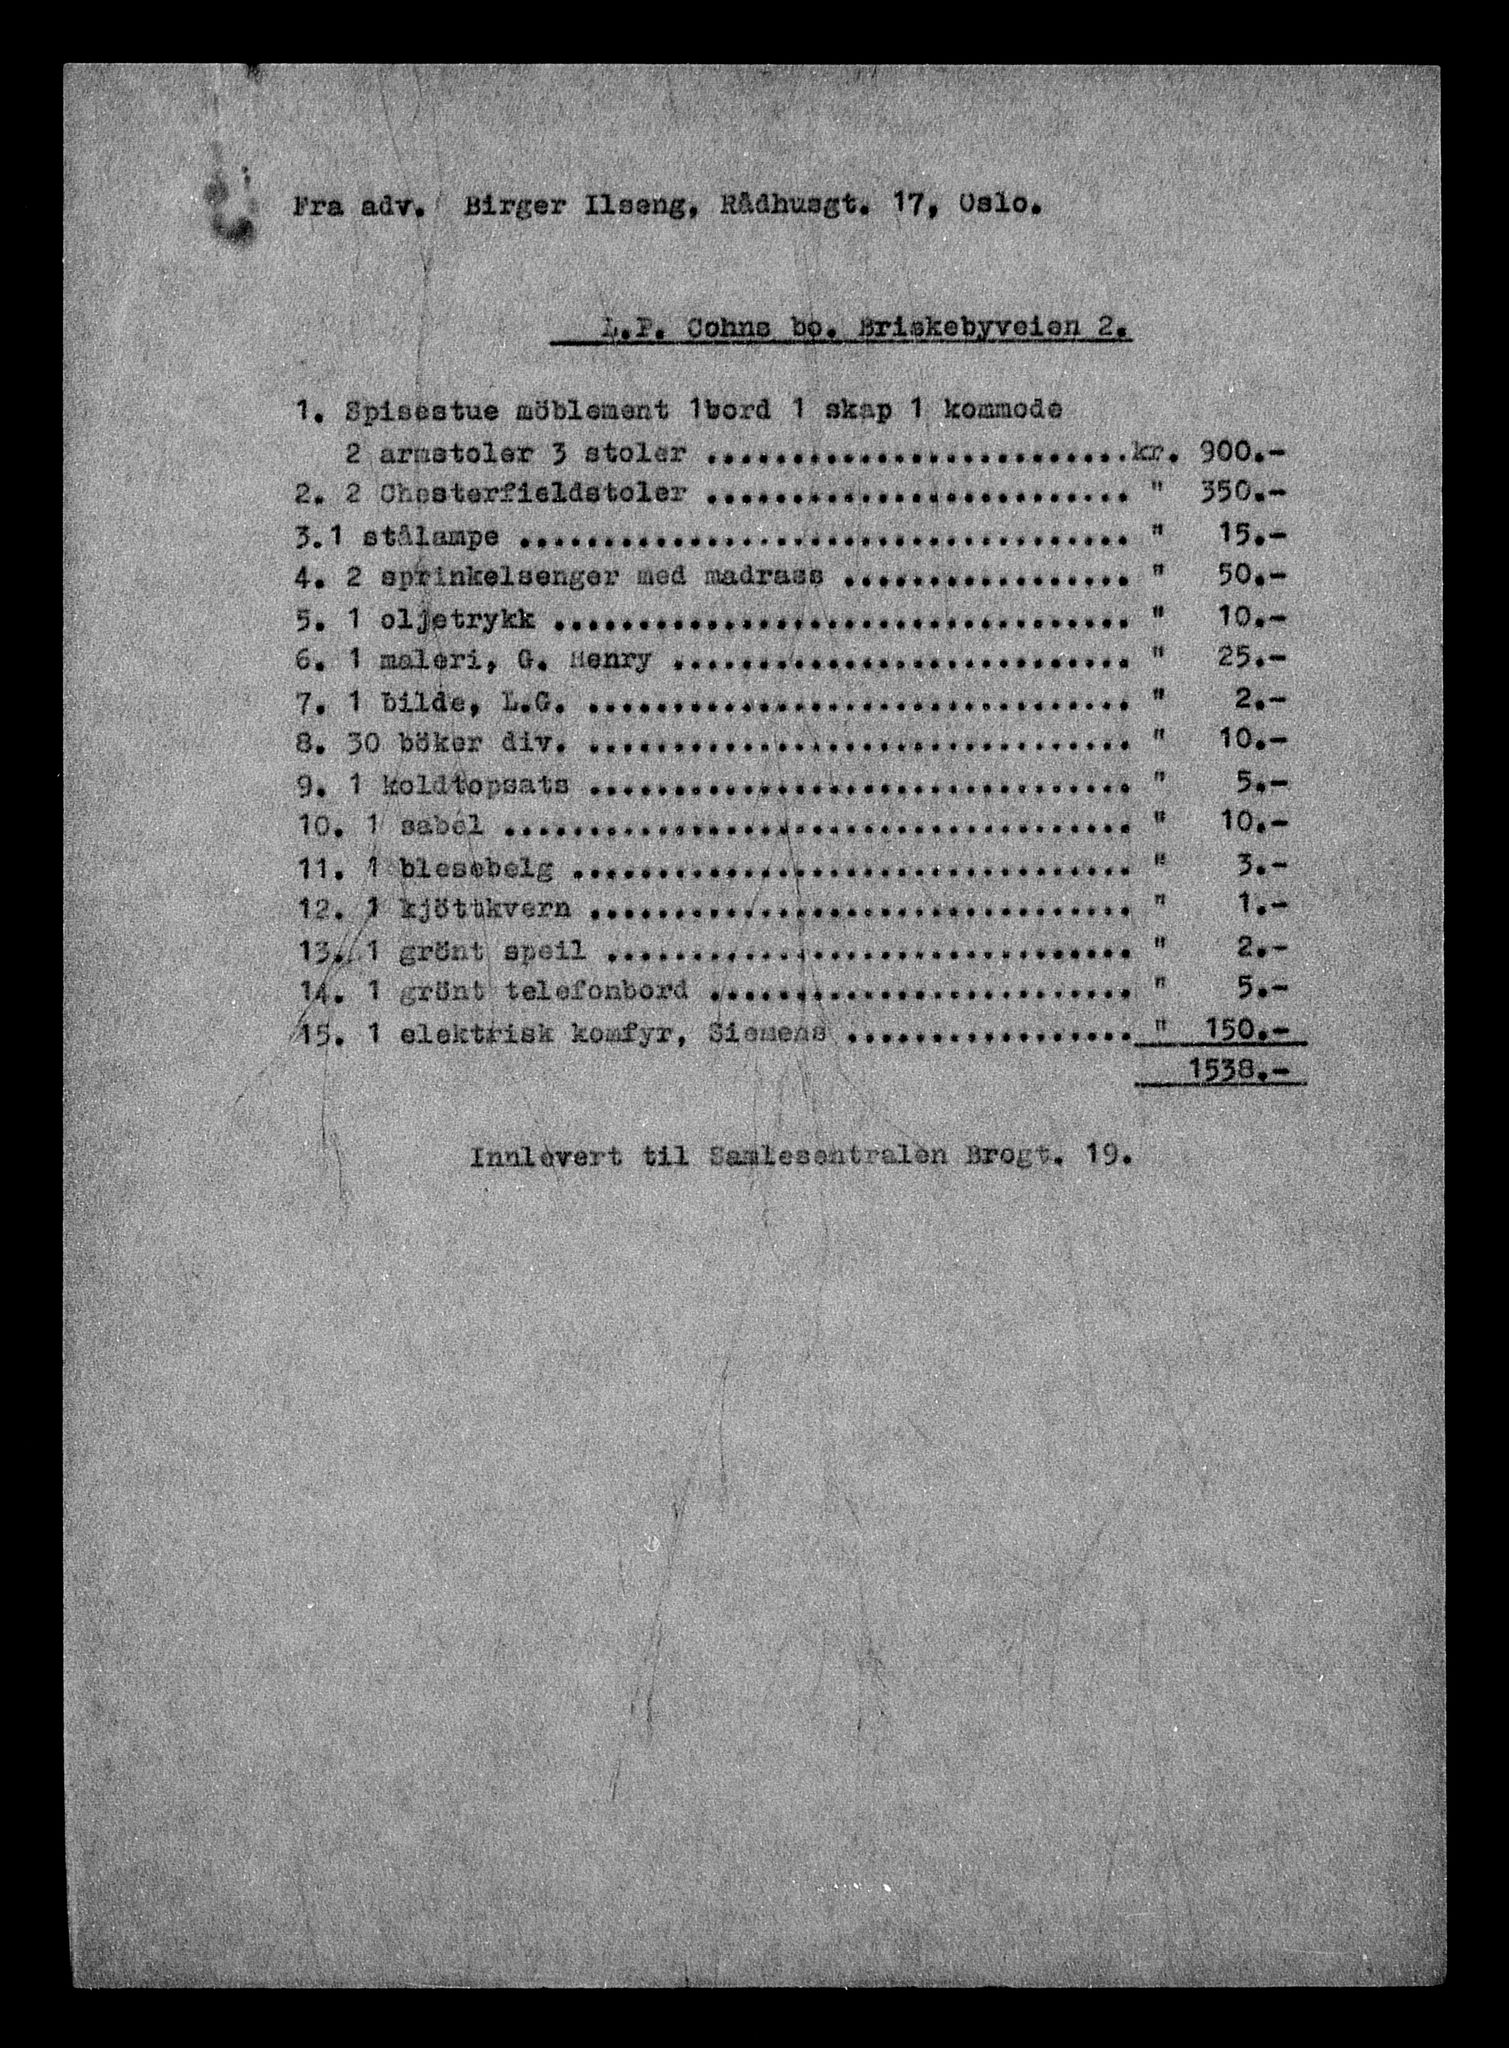 Fra adv. Birger Ilseng, Rådhusgt. 17, Oslo.
L.P. Cohns bo. Briskebyveien 2.
1. Spisestue möblement 1bord 1 skap 1 kommode
2 armstoler 3 stoler .........................kr. 900.-
2. 2 Chesterfieldstoler ......................... " 350.-
3.1 stålampe .................................... " 15.-
4. 2 sprinkelsenger med madrass ................. " 50.-
5. 1 oljetrykk .................................. " 10.-
6. 1 maleri, G. Henry ........................... " 25.-
7. 1 bilde, L.G. ................................ " 2.-
8. 30 böker div. ................................ " 10.-
9. 1 koldtopsats ................................ " 5.-
10. 1 sabel ..................................... " 10.-
11. 1 blesebelg ................................. " 3.-
12. 1 kjöttkvern ................................ " 1.-
13. 1 grönt speil ............................... " 2.-
14. 1 grönt telefonbord ......................... " 5.-
15. 1 elektrisk komfyr, Siemens ................. " 150.-
1538.-
Innlevert til Samlesentralen Brogt. 19.